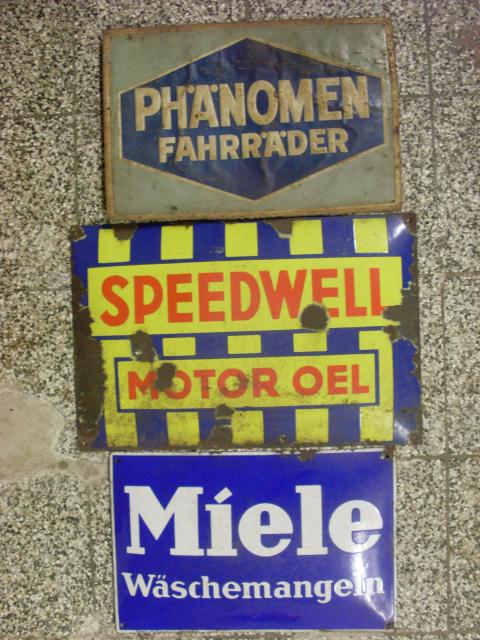 PHÄNOMEN
FAHRRÄDER
SPEEDWELL
MOTOR OEL
Miele
Wäschemangeln